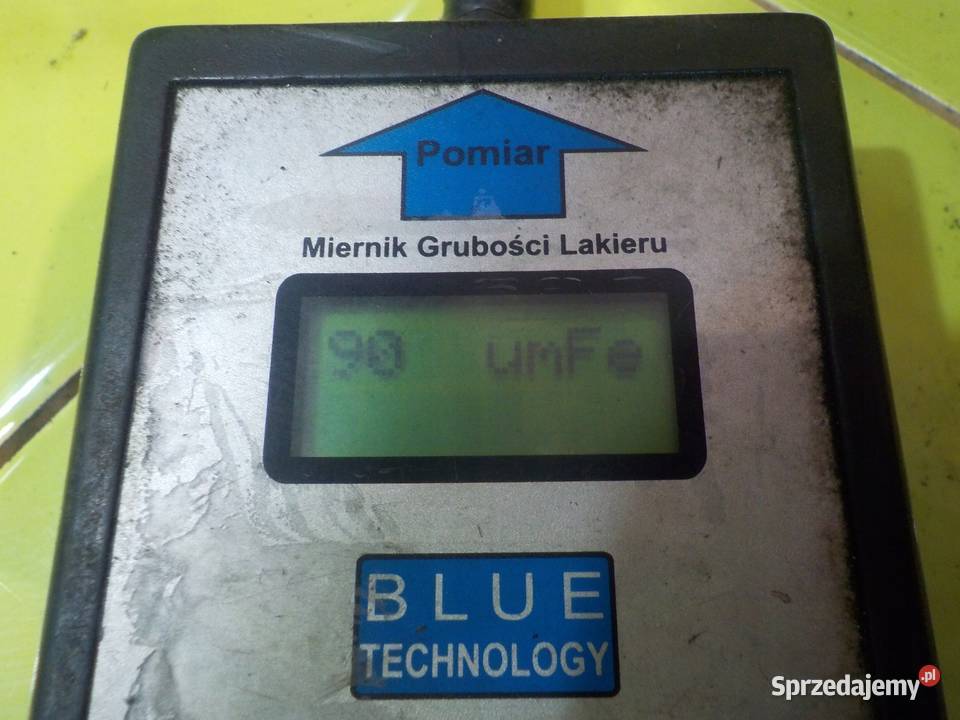 Pomiar
Miernik Grubości Lakieru
90 umFe
BLUE
TECHNOLOGY
Sprzedajemy.pl